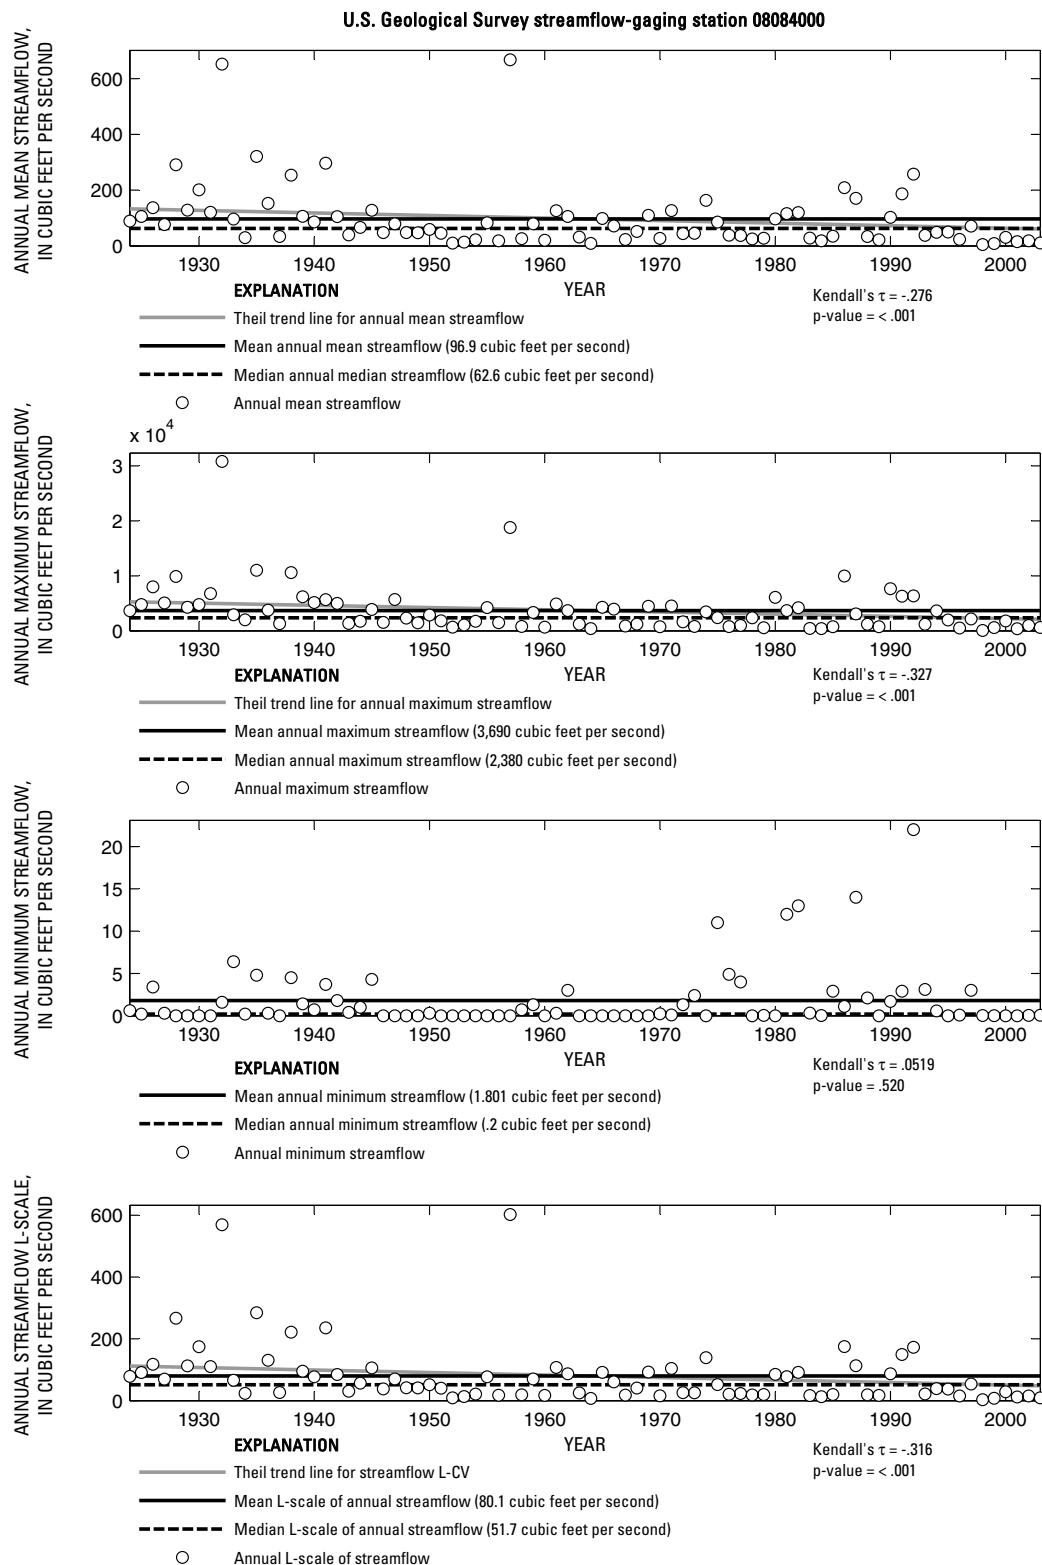 U.S. Geological Survey streamflow-gaging station 08084000
ANNUAL MEAN STREAMFLOW,
IN CUBIC FEET PER SECOND
600
400
200
0
1930 1940 1950 1960 1970 1980 1990 2000
YEAR
EXPLANATION
Theil trend line for annual mean streamflow
Mean annual mean streamflow (96.9 cubic feet per second)
Median annual median streamflow (62.6 cubic feet per second)
Annual mean streamflow
Kendall's τ = -.276
p-value = < .001
ANNUAL MAXIMUM STREAMFLOW,
IN CUBIC FEET PER SECOND
x 10^4
3
2
1
0
1930 1940 1950 1960 1970 1980 1990 2000
YEAR
EXPLANATION
Theil trend line for annual maximum streamflow
Mean annual maximum streamflow (3,690 cubic feet per second)
Median annual maximum streamflow (2,380 cubic feet per second)
Annual maximum streamflow
Kendall's τ = -.327
p-value = < .001
ANNUAL MINIMUM STREAMFLOW,
IN CUBIC FEET PER SECOND
20
15
10
5
0
1930 1940 1950 1960 1970 1980 1990 2000
YEAR
EXPLANATION
Mean annual minimum streamflow (1.801 cubic feet per second)
Median annual minimum streamflow (.2 cubic feet per second)
Annual minimum streamflow
Kendall's τ = .0519
p-value = .520
ANNUAL STREAMFLOW L-SCALE,
IN CUBIC FEET PER SECOND
600
400
200
0
1930 1940 1950 1960 1970 1980 1990 2000
YEAR
EXPLANATION
Theil trend line for streamflow L-CV
Mean L-scale of annual streamflow (80.1 cubic feet per second)
Median L-scale of annual streamflow (51.7 cubic feet per second)
Annual L-scale of streamflow
Kendall's τ = -.316
p-value = < .001